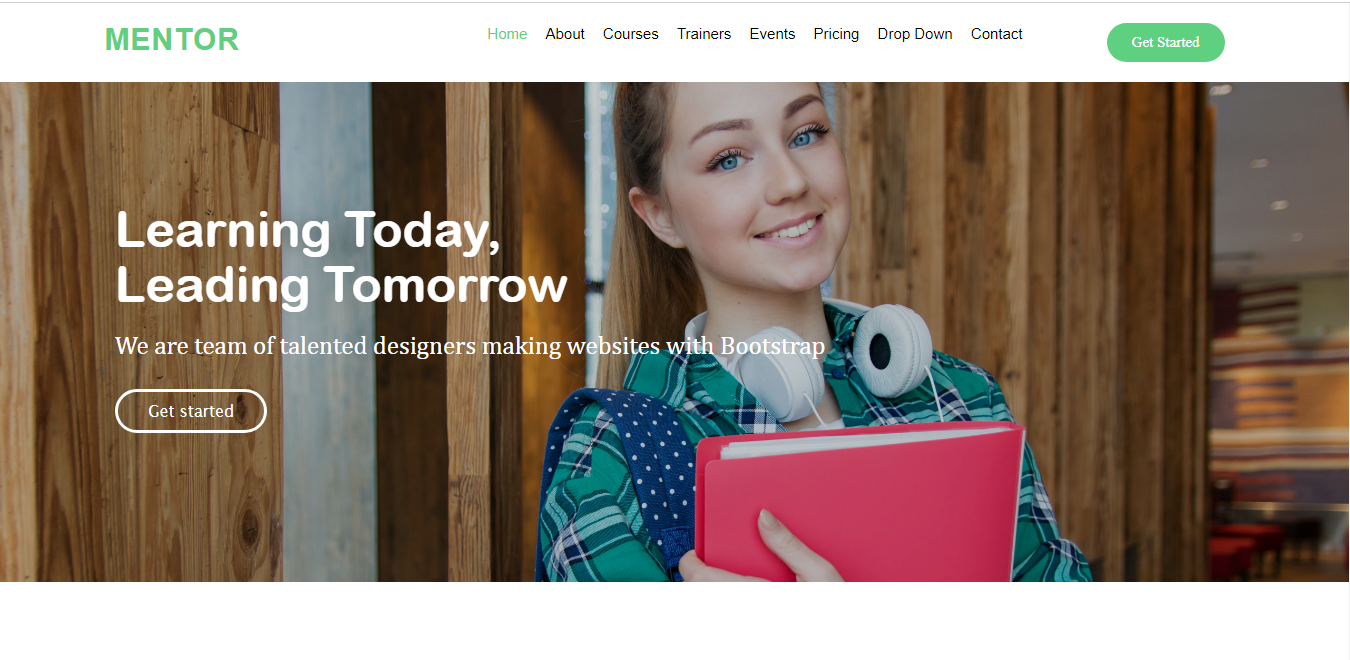 MENTOR
Home About Courses Trainers Events Pricing Drop Down Contact
Get Started
Learning Today,
Leading Tomorrow
We are team of talented designers making websites with Bootstrap
Get started